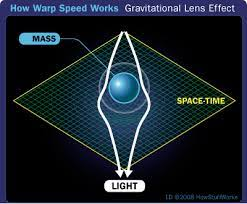 How Warp Speed Works Gravitational Lens Effect
MASS
SPACE-TIME
LIGHT
©2008 HowStuffWorks